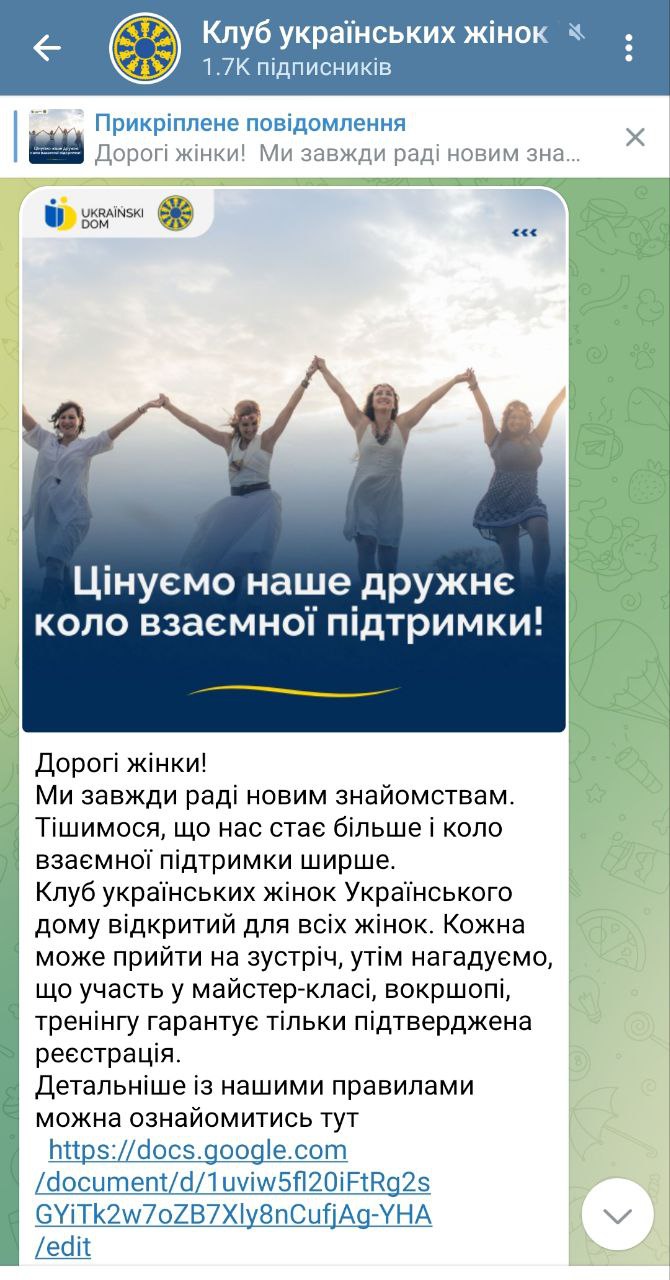 Клуб українських жінок
1.7K підписників
Прикріплене повідомлення
Дорогі жінки! Ми завжди раді новим зна...
UKRAIŃSKI
DOM
Цінуємо наше дружнє
коло взаємної підтримки!
Дорогі жінки!
Ми завжди раді новим знайомствам.
Тішимося, що нас стає більше і коло
взаємної підтримки ширше.
Клуб українських жінок Українського
дому відкритий для всіх жінок. Кожна
може прийти на зустріч, утім нагадуємо,
що участь у майстер-класі, вокршопі,
тренінгу гарантує тільки підтверджена
реєстрація.
Детальніше із нашими правилами
можна ознайомитись тут
https://docs.google.com
/document/d/1uviw5fl20iFtRg2s
GYiTk2w7oZB7Xly8nCufjAg-YHA
/edit